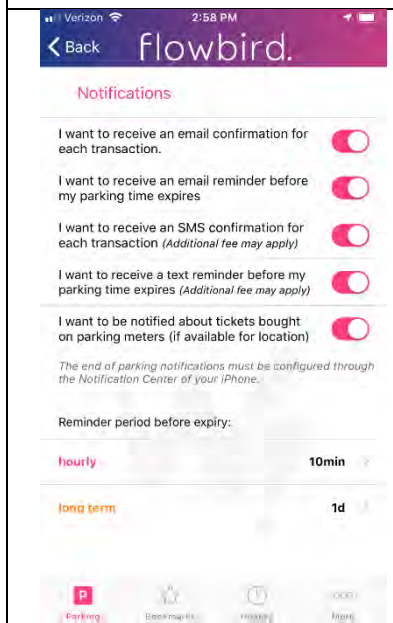 Verizon 2:58 PM
Back flowbird.
Notifications
I want to receive an email confirmation for
each transaction.
I want to receive an email reminder before
my parking time expires
I want to receive an SMS confirmation for
each transaction (Additional fee may apply)
I want to receive a text reminder before my
parking time expires (Additional fee may apply)
I want to be notified about tickets bought
on parking meters (if available for location)
The end of parking notifications must be configured through
the Notification Center of your iPhone.
Reminder period before expiry:
hourly 10min
long term 1d
P
Parking Bookmarks History More